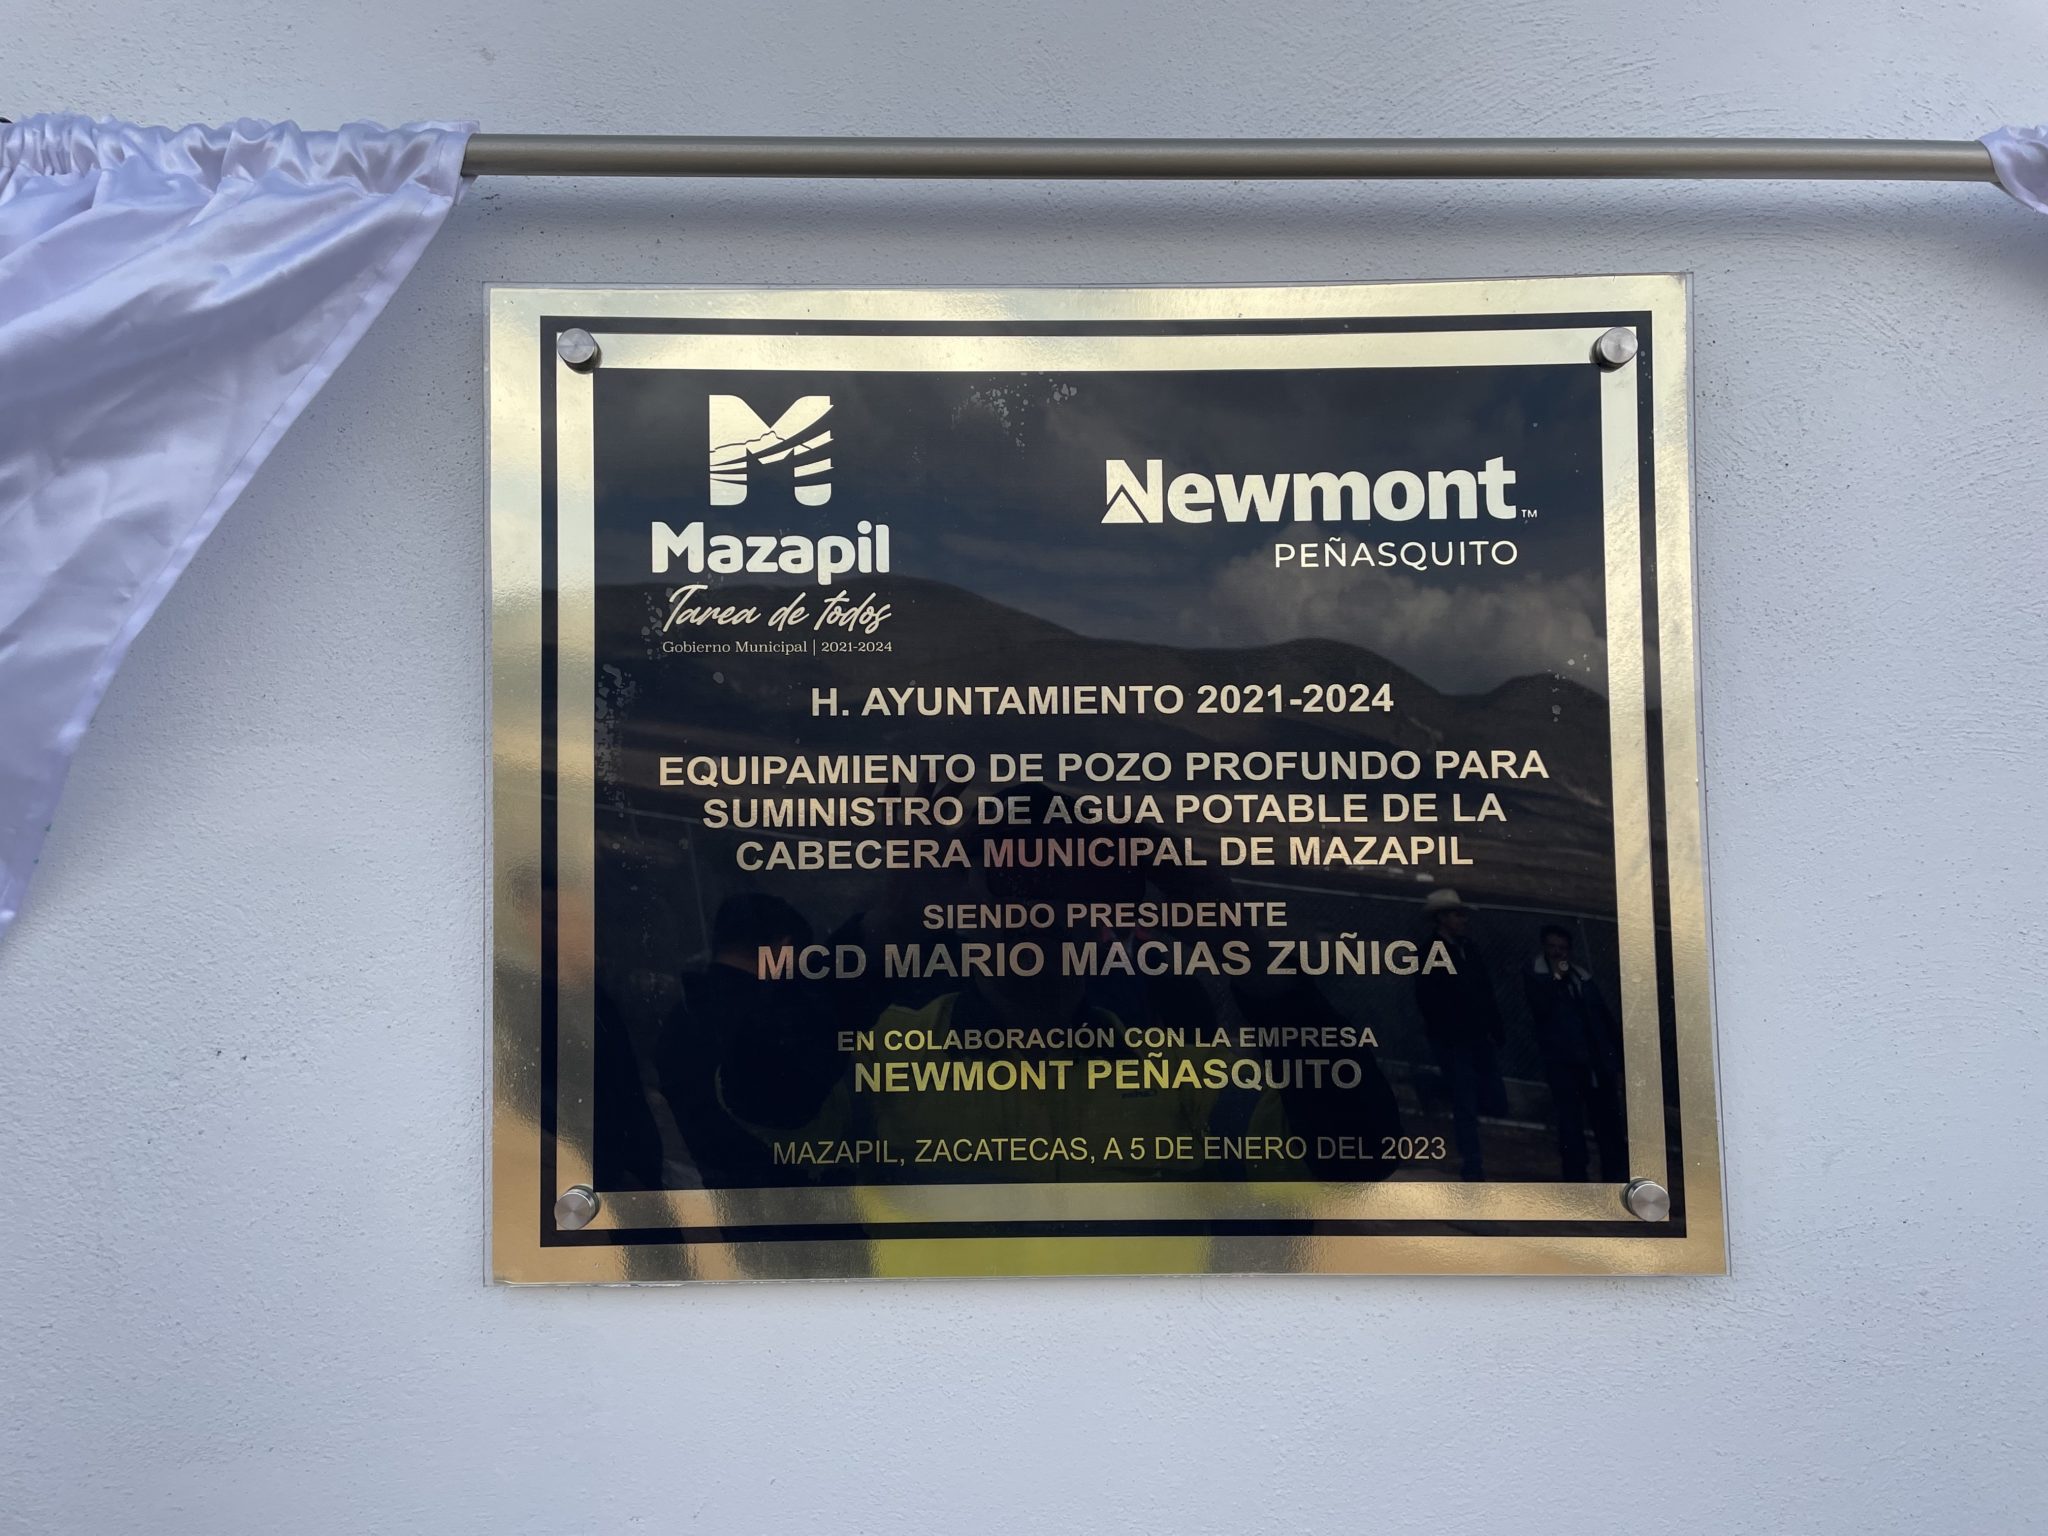 Mazapil
Tarea de todos
Gobierno Municipal | 2021-2024
Newmont™
PEÑASQUITO
H. AYUNTAMIENTO 2021-2024
EQUIPAMIENTO DE POZO PROFUNDO PARA
SUMINISTRO DE AGUA POTABLE DE LA
CABECERA MUNICIPAL DE MAZAPIL
SIENDO PRESIDENTE
MCD MARIO MACIAS ZUÑIGA
EN COLABORACIÓN CON LA EMPRESA
NEWMONT PEÑASQUITO
MAZAPIL, ZACATECAS, A 5 DE ENERO DEL 2023